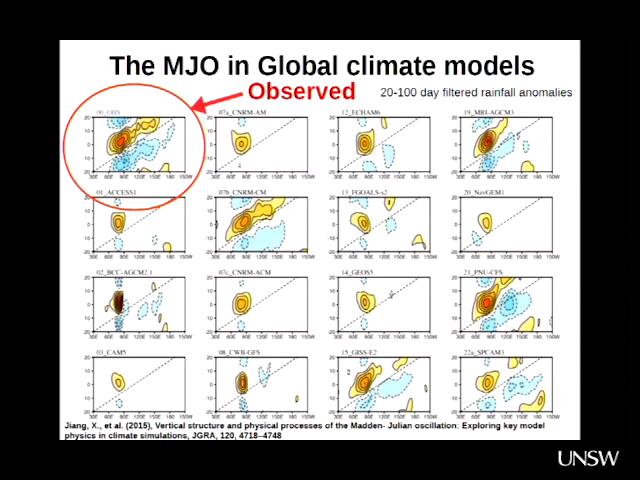 The MJO in Global climate models
Observed
20-100 day filtered rainfall anomalies
00_OBS
07a_CNRM-AM
12_ECHAM6
19_MRI-AGCM3
01_ACCESS1
07b_CNRM-CM
13_FGOALS-s2
20_NavGEM1
02_BCC-AGCM2.1
07c_CNRM-ACM
14_GEOS5
21_PNU-CFS
03_CAM5
08_CWB-GFS
15_GISS-E2
22a_SPCAM3
Jiang, X., et al. (2015), Vertical structure and physical processes of the Madden- Julian oscillation: Exploring key model
physics in climate simulations, JGRA, 120, 4718–4748
UNSW